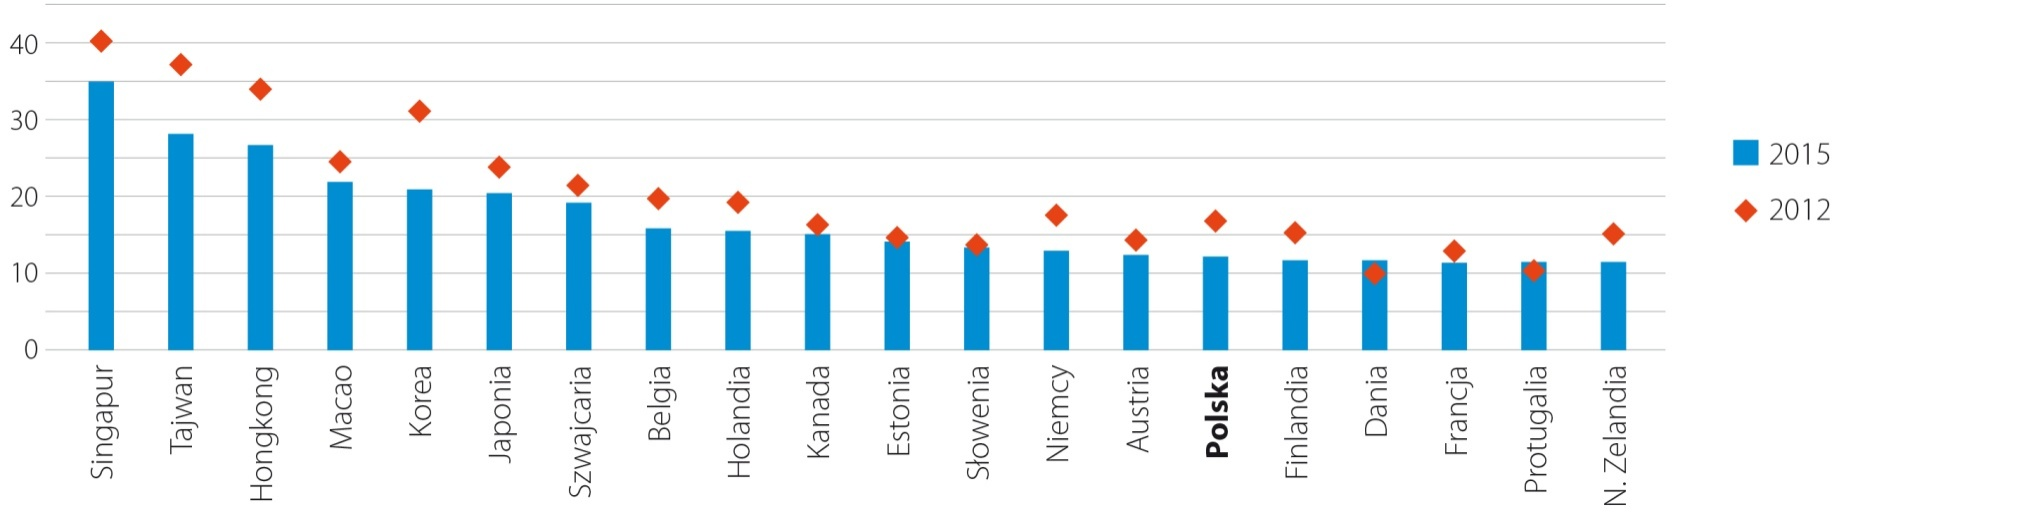 40
30
20
10
0
Singapur
Tajwan
Hongkong
Macao
Korea
Japonia
Szwajcaria
Belgia
Holandia
Kanada
Estonia
Słowenia
Niemcy
Austria
Polska
Finlandia
Dania
Francja
Protugalia
N. Zelandia
2015
2012